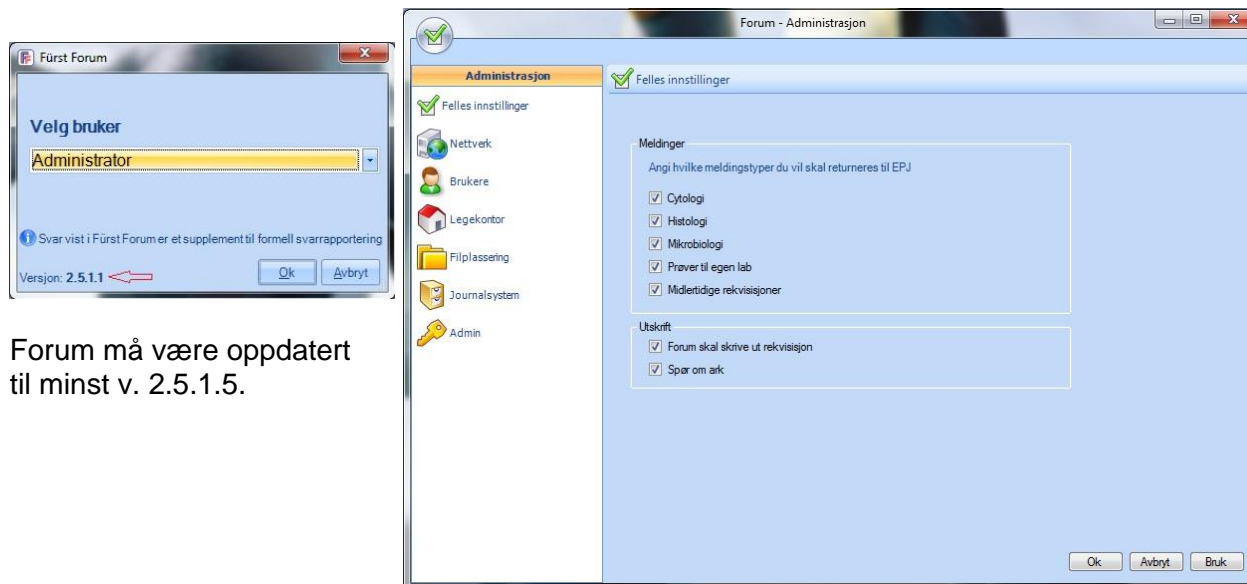 Fürst Forum
Velg bruker
Administrator
Svar vist i Fürst Forum er et supplement til formell svarrapportering
Versjon: 2.5.1.1
Ok
Avbryt
Forum må være oppdatert
til minst v. 2.5.1.5.
Forum - Administrasjon
Administrasjon
Felles innstillinger
Nettverk
Brukere
Legekontor
Filplassering
Journalsystem
Admin
Felles innstillinger
Meldinger
Angi hvilke meldingstyper du vil skal returneres til EPJ
Cytologi
Histologi
Mikrobiologi
Prøver til egen lab
Midlertidige rekvisisjoner
Utskrift
Forum skal skrive ut rekvisisjon
Spør om ark
Ok
Avbryt
Bruk